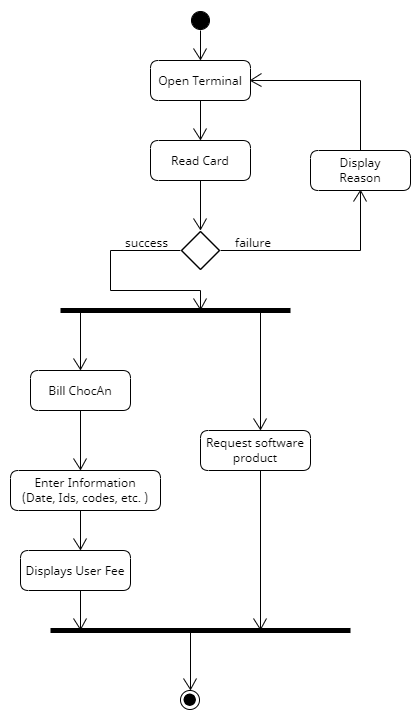 Open Terminal
Read Card
Display
Reason
success
failure
Bill ChocAn
Request software
product
Enter Information
(Date, Ids, codes, etc. )
Displays User Fee